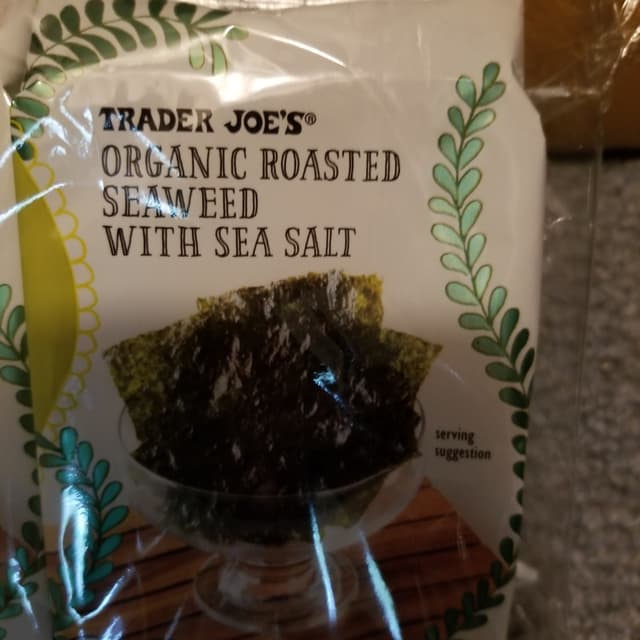 TRADER JOE'S®
ORGANIC ROASTED
SEAWEED
WITH SEA SALT
serving
suggestion